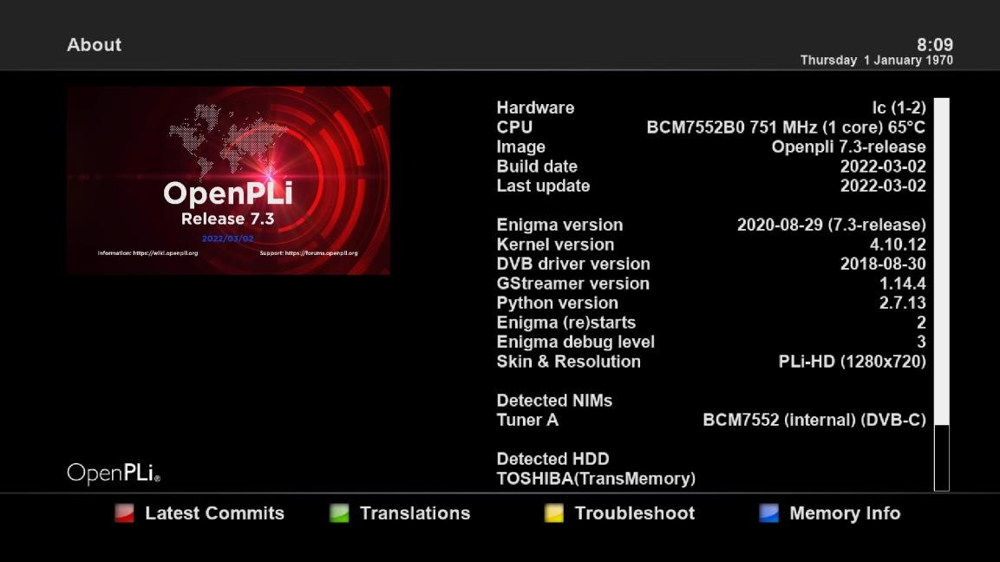 About
8:09
Thursday 1 January 1970
OpenPLi
Release 7.3
2022/03/02
Information: https://wiki.openpli.org Support: https://forums.openpli.org
Hardware Ic (1-2)
CPU BCM7552B0 751 MHz (1 core) 65°C
Image Openpli 7.3-release
Build date 2022-03-02
Last update 2022-03-02
Enigma version 2020-08-29 (7.3-release)
Kernel version 4.10.12
DVB driver version 2018-08-30
GStreamer version 1.14.4
Python version 2.7.13
Enigma (re)starts 2
Enigma debug level 3
Skin & Resolution PLi-HD (1280x720)
Detected NIMs
Tuner A BCM7552 (internal) (DVB-C)
Detected HDD
TOSHIBA(TransMemory)
OpenPLi®
Latest Commits Translations Troubleshoot Memory Info